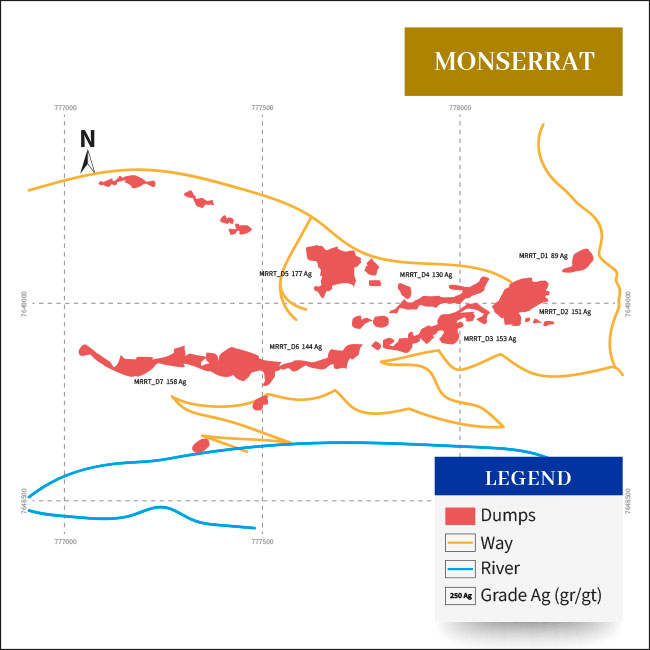 MONSERRAT
777000
777500
778000
N
MRRT_D1 89 Ag
MRRT_D5 177 Ag
MRRT_D4 130 Ag
7649000
7649000
MRRT_D2 151 Ag
MRRT_D3 153 Ag
MRRT_D6 144 Ag
MRRT_D7 158 Ag
7648500
7648500
777000
777500
LEGEND
Dumps
Way
River
250 Ag Grade Ag (gr/gt)